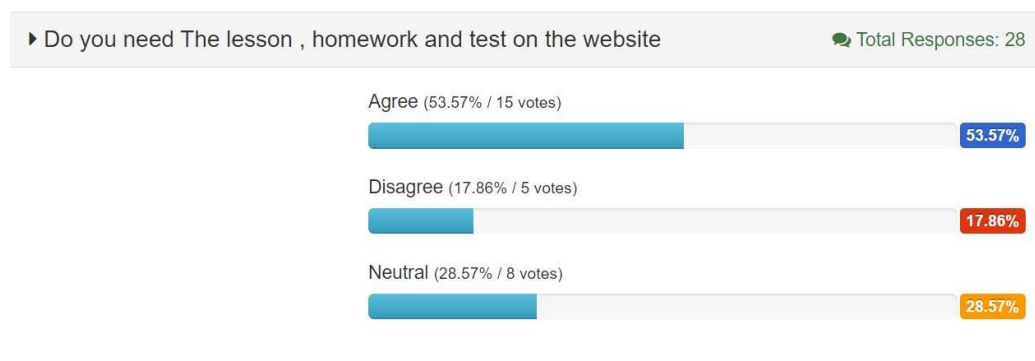 Do you need The lesson , homework and test on the website
Total Responses: 28
Agree (53.57% / 15 votes)
53.57%
Disagree (17.86% / 5 votes)
17.86%
Neutral (28.57% / 8 votes)
28.57%